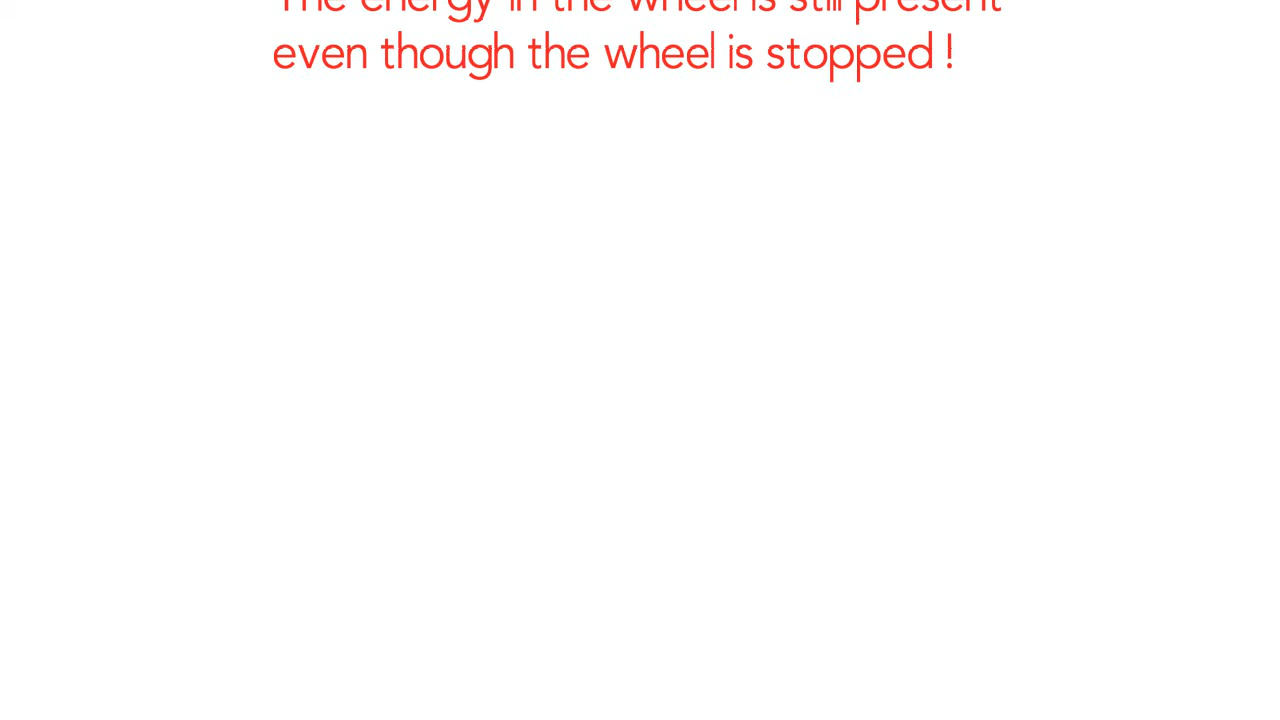 The energy in the wheel is still present
even though the wheel is stopped !